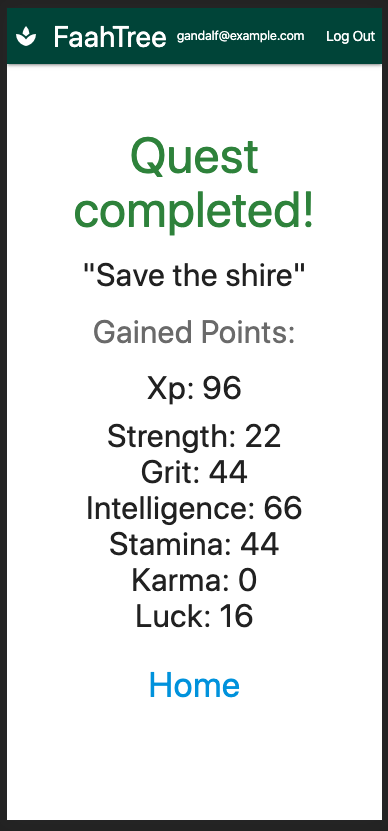 FaahTree gandalf@example.com Log Out
Quest
completed!
"Save the shire"
Gained Points:
Xp: 96
Strength: 22
Grit: 44
Intelligence: 66
Stamina: 44
Karma: 0
Luck: 16
Home